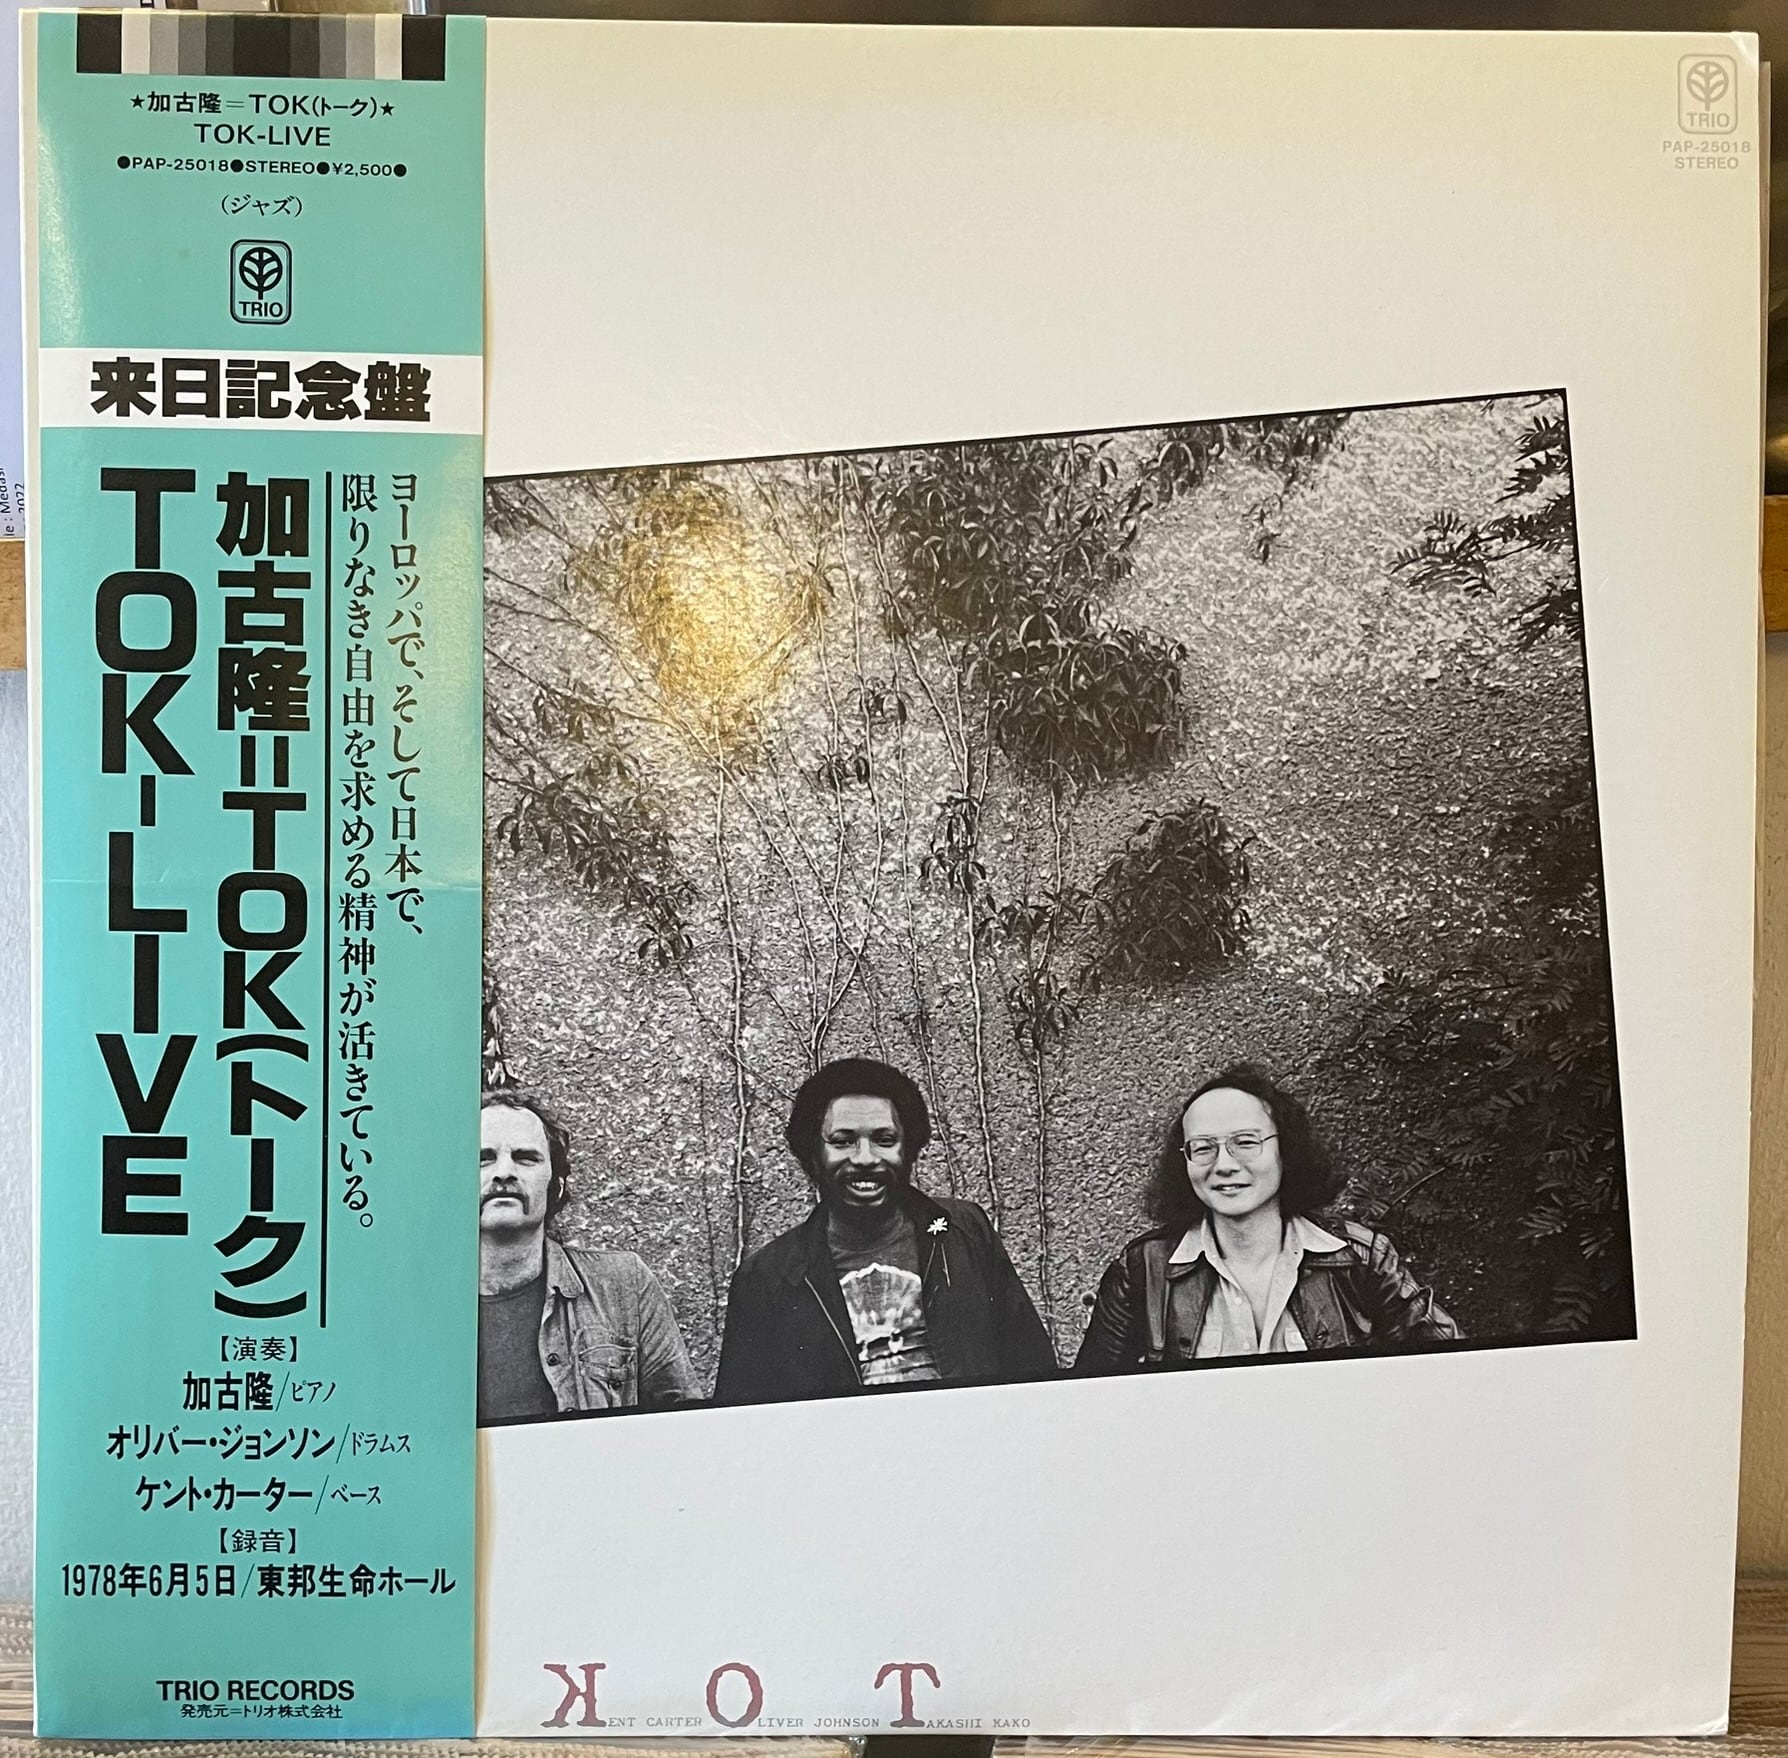 ★加古隆＝TOK(トーク)★
TOK-LIVE
●PAP-25018●STEREO●¥2,500●
(ジャズ)
TRIO
来日記念盤
ヨーロッパで、そして日本で、
限りなき自由を求める精神が活きている。
加古隆＝TOK(トーク)
TOK-LIVE
【演奏】
加古隆/ピアノ
オリバー・ジョンソン/ドラムス
ケント・カーター/ベース
【録音】
1978年6月5日/東邦生命ホール
TRIO RECORDS
発売元＝トリオ株式会社
TRIO
PAP-25018
STEREO
KENT CARTER OLIVER JOHNSON TAKASHI KAKO
2022